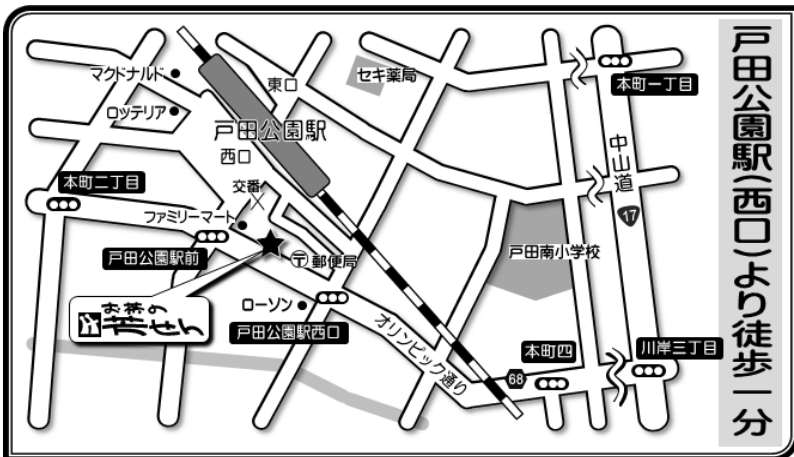 戸田公園駅(西口)より徒歩一分
マクドナルド
ロッテリア
東口
セキ薬局
本町一丁目
戸田公園駅
西口
中山道
17
本町二丁目
交番
ファミリーマート
戸田公園駅前
〒郵便局
戸田南小学校
お茶の
ローソン
戸田公園駅西口
オリンピック通り
68
本町四
川岸三丁目